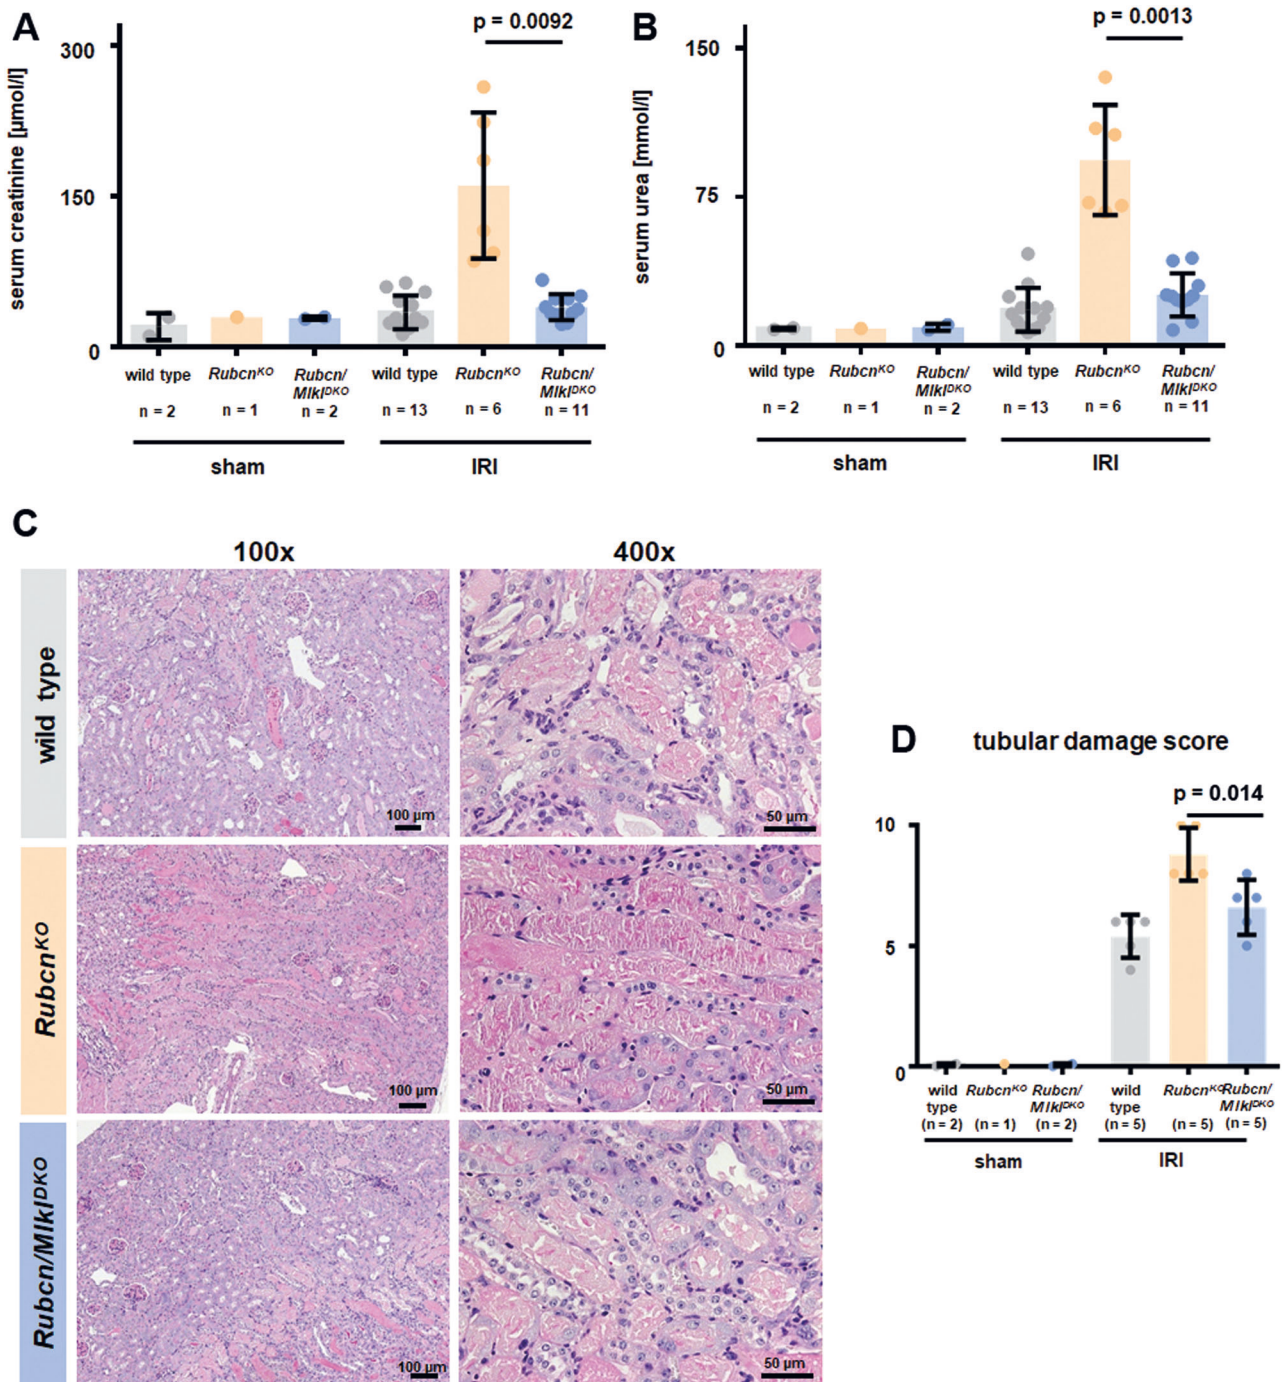 A
p = 0.0092
serum creatinine [µmol/l]
300
150
0
wild type
Rubcn^KO
Rubcn/
Mlkl^DKO
wild type
Rubcn^KO
Rubcn/
Mlkl^DKO
n = 2
n = 1
n = 2
n = 13
n = 6
n = 11
sham
IRI
B
p = 0.0013
serum urea [mmol/l]
150
75
0
wild type
Rubcn^KO
Rubcn/
Mlkl^DKO
wild type
Rubcn^KO
Rubcn/
Mlkl^DKO
n = 2
n = 1
n = 2
n = 13
n = 6
n = 11
sham
IRI
C
100x
400x
wild type
100 µm
50 µm
Rubcn^KO
100 µm
50 µm
Rubcn/Mlkl^DKO
100 µm
50 µm
D
tubular damage score
p = 0.014
10
5
0
wild
type
(n = 2)
Rubcn^KO
(n = 1)
Rubcn/
Mlkl^DKO
(n = 2)
wild
type
(n = 5)
Rubcn^KO
(n = 5)
Rubcn/
Mlkl^DKO
(n = 5)
sham
IRI